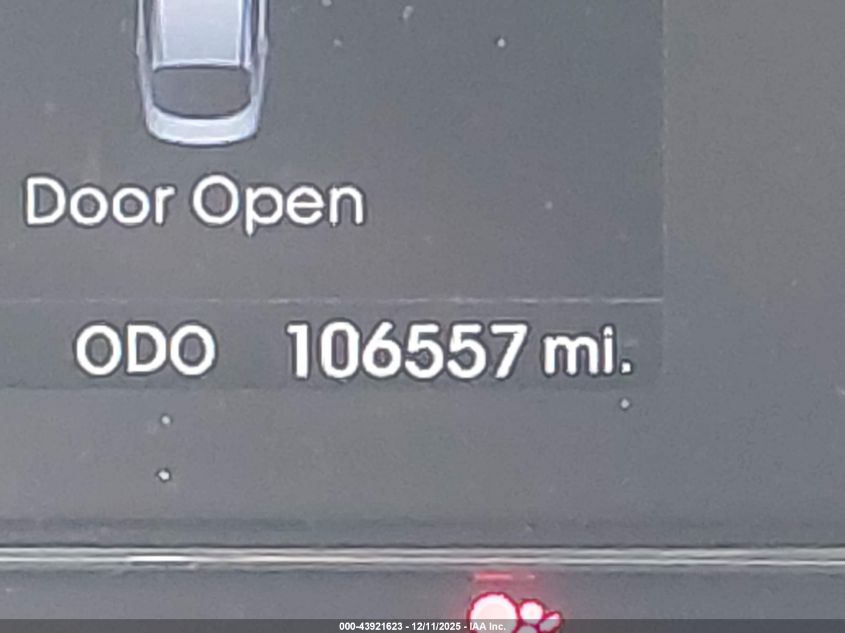 Door Open
ODO 106557 mi.
000-43921623 - 12/11/2025 - IAA Inc.